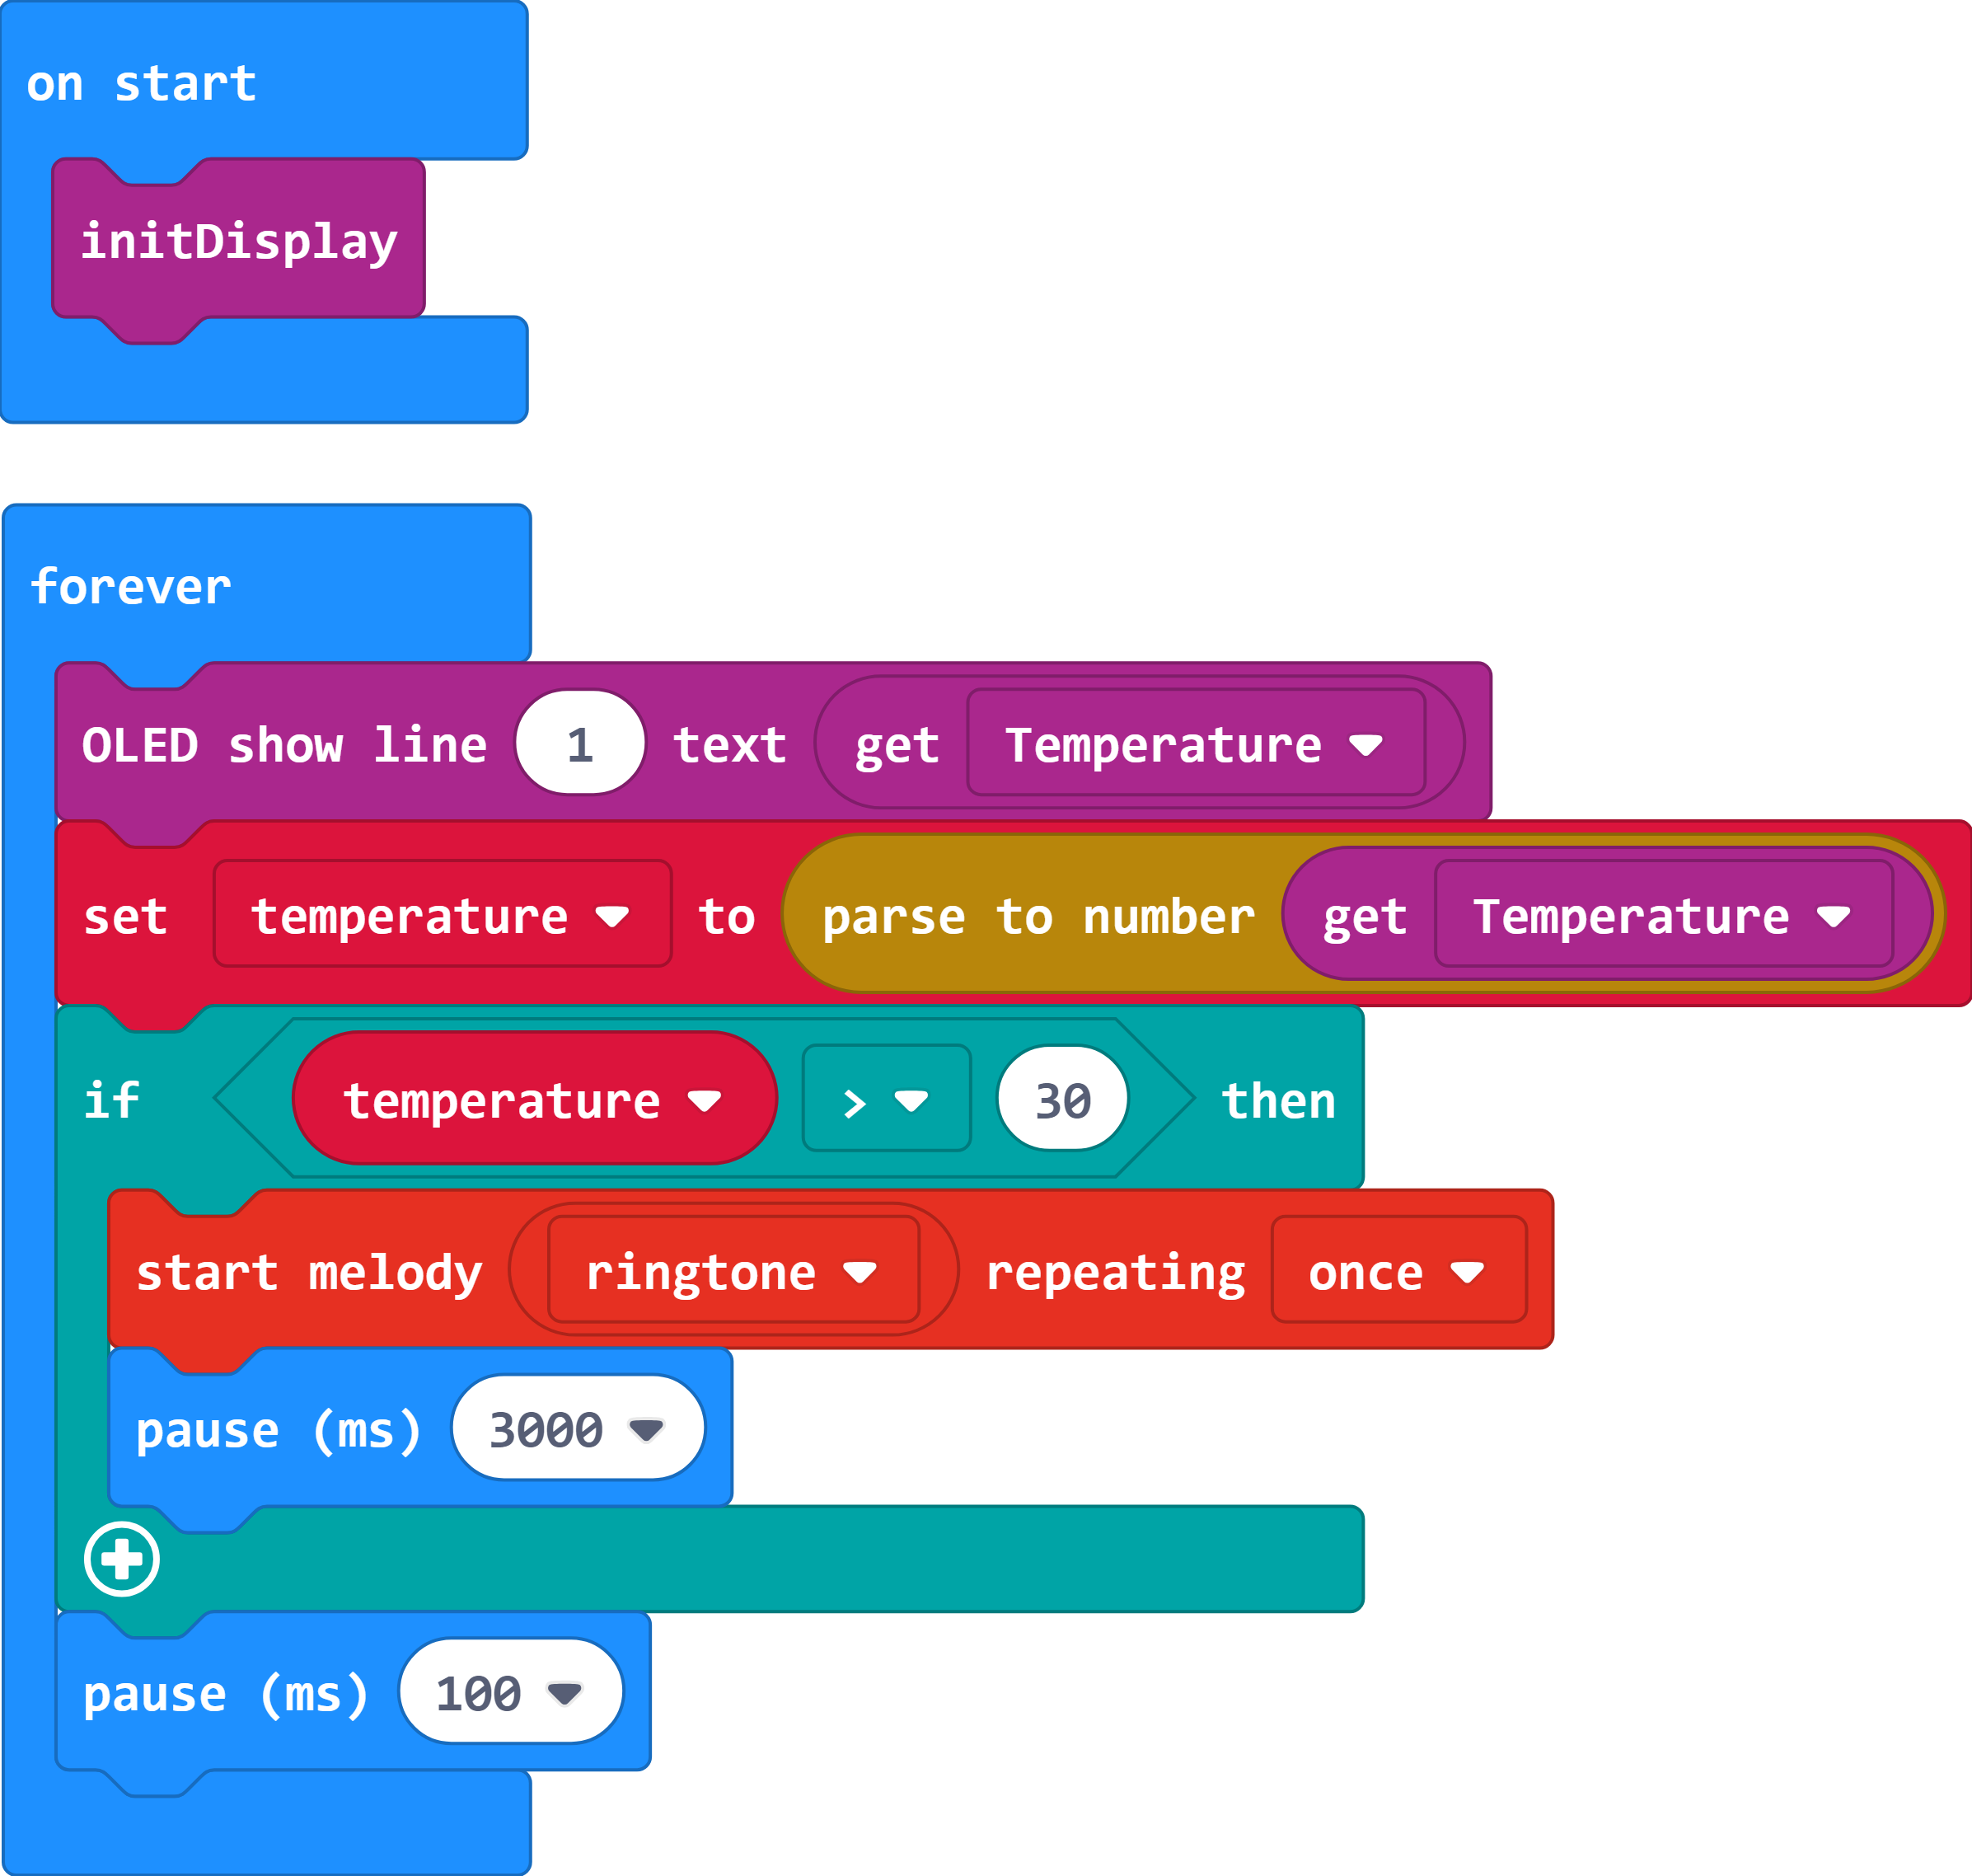 on start
initDisplay
forever
OLED show line 1 text get Temperature
set temperature to parse to number get Temperature
if temperature > 30 then
start melody ringtone repeating once
pause (ms) 3000
pause (ms) 100